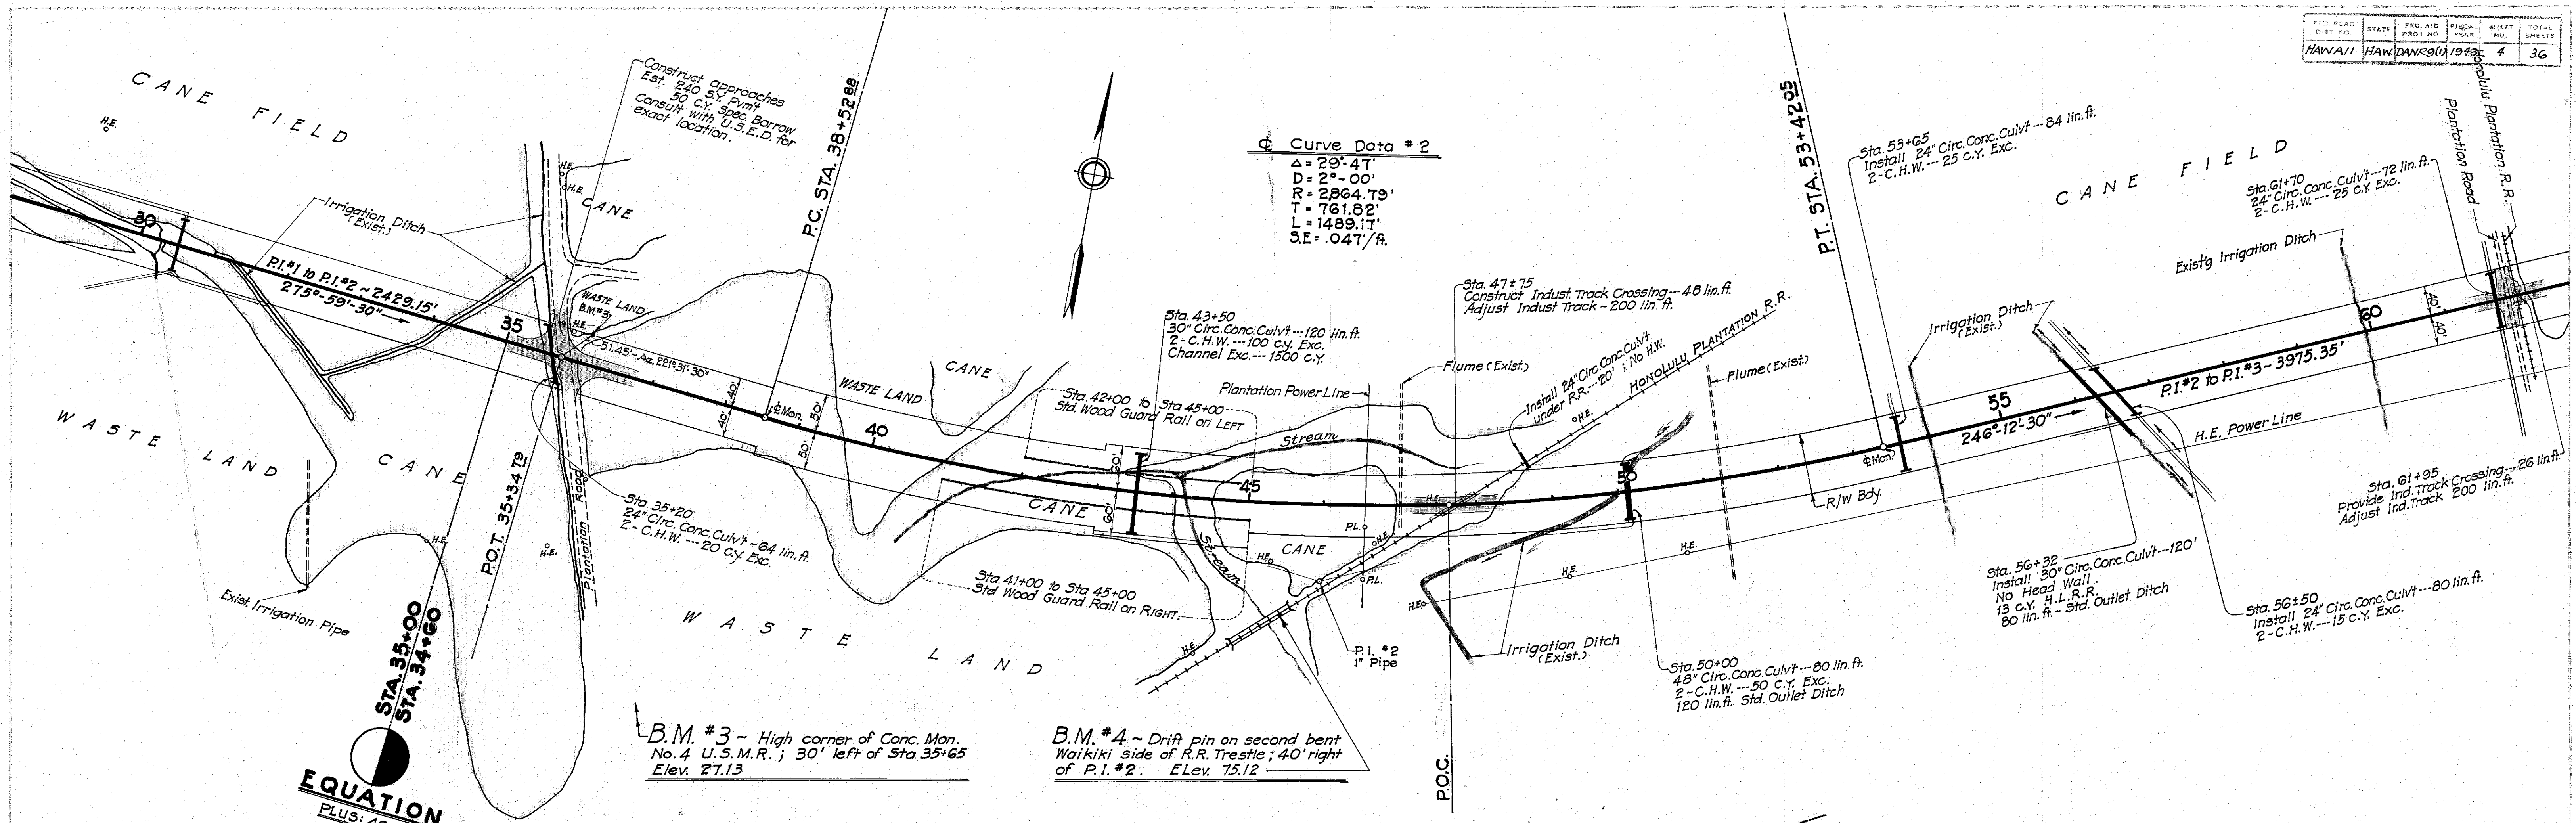 FED. ROAD DIST. NO.
STATE
FED. AID PROJ. NO.
FISCAL YEAR
SHEET NO.
TOTAL SHEETS
HAWAII
HAW.
DANR9(1)
4
36
CANE FIELD
H.E.
Construct approaches
Est. 240 S.Y. Pvm't
50 C.Y. Spec. Borrow
Consult with U.S.E.D. for
exact location.
P.C. STA. 38+52.88
℄ Curve Data #2
Δ = 29°-47'
D = 2°-00'
R = 2864.79'
T = 761.82'
L = 1489.17'
S.E = .047'/ft.
P.T. STA. 53+42.05
Sta. 53+65
Install 24" Circ. Conc. Culv't --- 84 lin. ft.
2-C.H.W. --- 25 c.y. Exc.
CANE FIELD
Sta. 61+70
24" Circ. Conc. Culv't --- 72 lin. ft.
2-C.H.W. --- 25 c.y. Exc.
Plantation Road
Honolulu Plantation R.R.
Exist'g Irrigation Ditch
Irrigation Ditch
(Exist.)
30
P.I.#1 to P.I.#2 ~ 2429.15'
275°-59'-30"
35
H.E.
H.E.
CANE
WASTE LAND
B.M.#3
H.E.
51.45' ~ Az. 221°31'-30"
40'
40'
℄ Mon.
50'
50'
WASTE LAND
40
CANE
Sta. 42+00 to Sta 45+00
Std. Wood Guard Rail on LEFT
Sta. 43+50
30" Circ. Conc. Culv't --- 120 lin. ft.
2-C.H.W. --- 100 c.y. Exc.
Channel Exc. --- 1500 c.y.
60'
60'
Stream
45
Plantation Power Line
Flume (Exist.)
Sta. 47±75
Construct Indust. Track Crossing --- 48 lin. ft.
Adjust Indust Track ~ 200 lin. ft.
Install 24" Circ. Conc. Culv't
under R.R. --- 20' ; No H.W.
HONOLULU PLANTATION R.R.
H.E.
Flume (Exist.)
H.E.
50
℄ Mon.
R/W Bdy.
Irrigation Ditch
(Exist.)
55
246°-12'-30"
P.I.#2 to P.I.#3 ~ 3975.35'
60
40'
40'
H.E. Power Line
Sta. 61+95
Provide Ind. Track Crossing --- 26 lin. ft.
Adjust Ind. Track 200 lin. ft.
WASTE LAND
CANE
Exist. Irrigation Pipe
H.E.
P.O.T. 35+34.79
H.E.
Plantation Road
Sta. 35+20
24" Circ. Conc. Culv't ~ 64 lin. ft.
2-C.H.W. --- 20 c.y. Exc.
CANE
Stream
Sta. 41+00 to Sta 45+00
Std Wood Guard Rail on RIGHT
H.E.
CANE
P.L.
H.E.
P.L.
WASTE LAND
H.E.
P.I. #2
1" Pipe
H.E.
H.E.
H.E.
Irrigation Ditch
(Exist.)
Sta. 50+00
48" Circ. Conc. Culv't --- 80 lin. ft.
2-C.H.W. --- 50 c.y. Exc.
120 lin. ft. Std. Outlet Ditch
Sta. 56+32
Install 30" Circ. Conc. Culv't --- 120'
No Head Wall.
13 c.y. H.L.R.R.
80 lin. ft. ~ Std. Outlet Ditch
Sta. 56±50
Install 24" Circ. Conc. Culv't --- 80 lin. ft.
2-C.H.W. --- 15 c.y. Exc.
STA. 35+00
STA. 34+60
EQUATION
PLUS:
B.M. #3 ~ High corner of Conc. Mon.
No. 4 U.S.M.R. ; 30' left of Sta. 35+65
Elev. 27.13
B.M. #4 ~ Drift pin on second bent
Waikiki side of R.R. Trestle ; 40' right
of P.I. #2. ELev. 75.12
P.O.C.